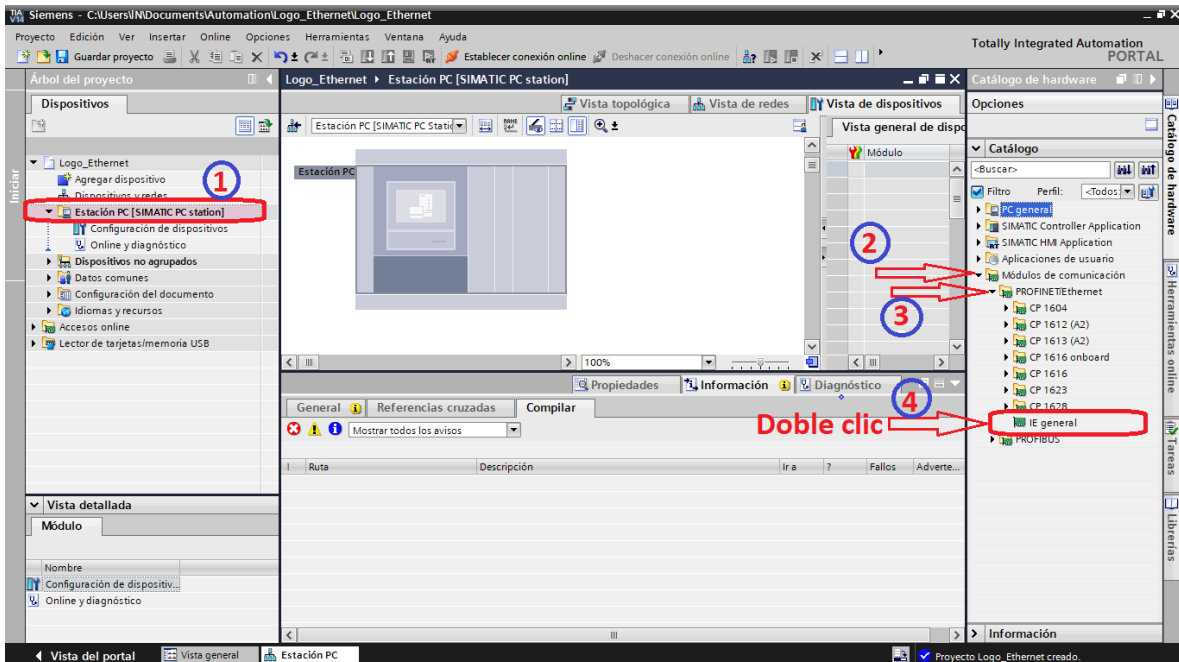 Siemens - C:\Users\IN\Documents\Automation\Logo_Ethernet\Logo_Ethernet
TIA
V14
Proyecto Edición Ver Insertar Online Opciones Herramientas Ventana Ayuda
Guardar proyecto
Establecer conexión online
Deshacer conexión online
Totally Integrated Automation
PORTAL
Árbol del proyecto
Dispositivos
Iniciar
Logo_Ethernet
Agregar dispositivo
Dispositivos y redes
Estación PC [SIMATIC PC station]
Configuración de dispositivos
Online y diagnóstico
Dispositivos no agrupados
Datos comunes
Configuración del documento
Idiomas y recursos
Accesos online
Lector de tarjetas/memoria USB
1
Vista detallada
Módulo
Nombre
Configuración de dispositiv...
Online y diagnóstico
Logo_Ethernet
Estación PC [SIMATIC PC station]
Vista topológica
Vista de redes
Vista de dispositivos
Estación PC [SIMATIC PC Static
Vista general de dispo
Módulo
Estación PC
2
3
100%
Propiedades
Información
Diagnóstico
General
Referencias cruzadas
Compilar
4
Mostrar todos los avisos
Doble clic
!
Ruta
Descripción
Ir a
?
Fallos
Adverte...
Catálogo de hardware
Opciones
Catálogo
<Buscar>
Filtro
Perfil:
<Todos:
PC general
SIMATIC Controller Application
SIMATIC HMI Application
Aplicaciones de usuario
Módulos de comunicación
PROFINET/Ethernet
CP 1604
CP 1612 (A2)
CP 1613 (A2)
CP 1616 onboard
CP 1616
CP 1623
CP 1628
IE general
PROFIBUS
Información
Catálogo de hardware
Herramientas online
Tareas
Librerías
Vista del portal
Vista general
Estación PC
Proyecto Logo_Ethernet creado.